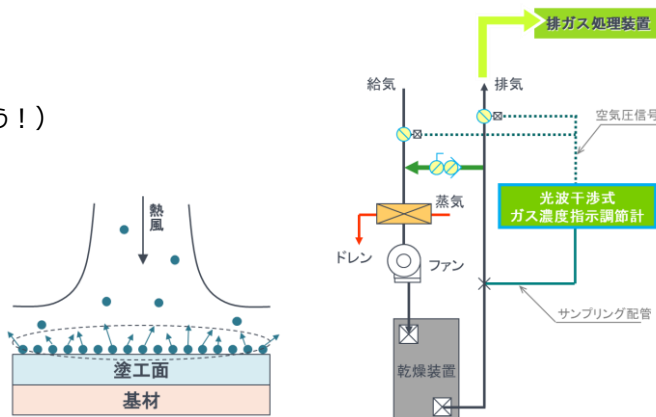 う！）
熱風
塗工面
基材
排ガス処理装置
給気
排気
空気圧信号
光波干渉式
ガス濃度指示調節計
蒸気
ドレン
ファン
サンプリング配管
乾燥装置